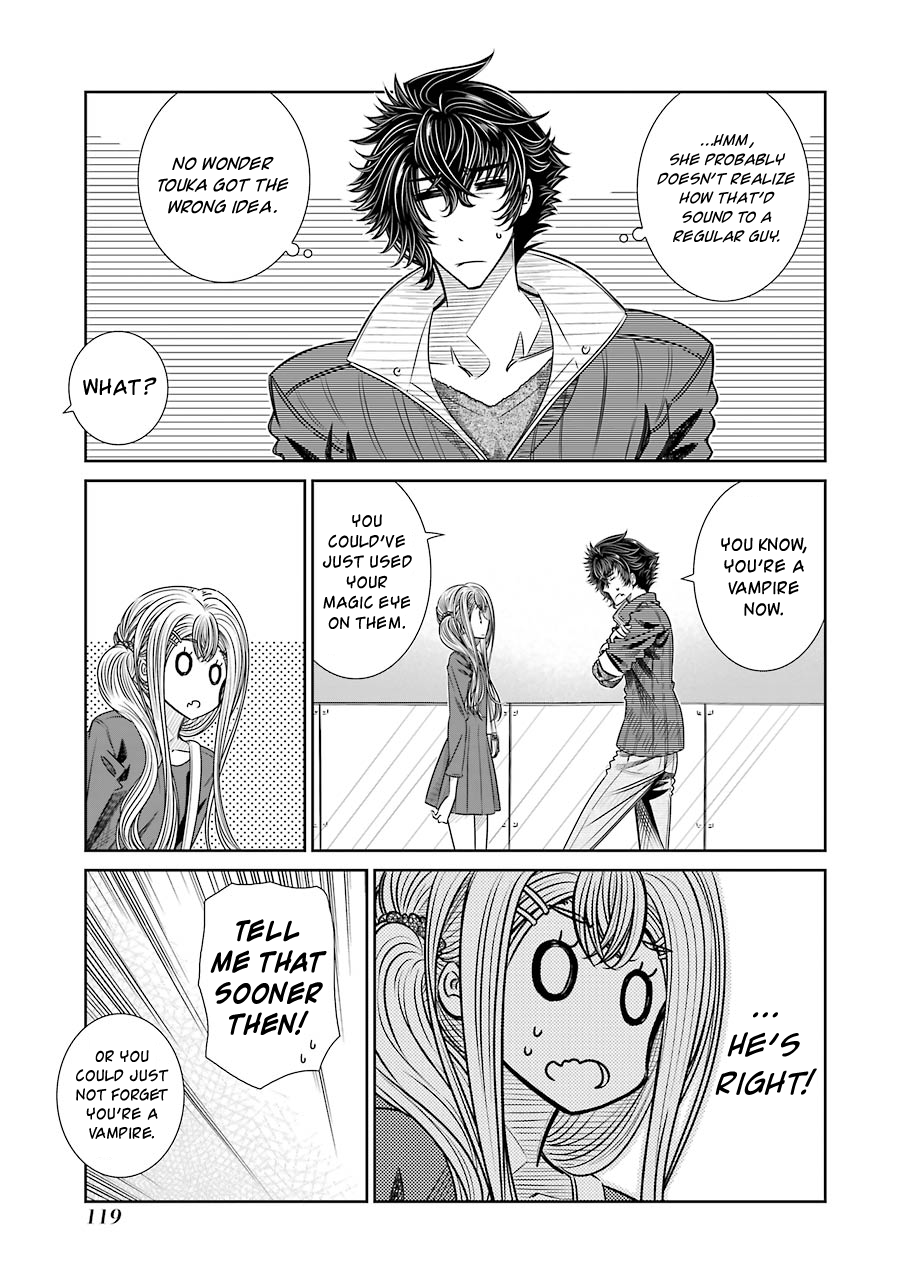 ...HMM,
SHE PROBABLY
DOESN'T REALIZE
HOW THAT'D
SOUND TO A
REGULAR GUY.
NO WONDER
TOUKA GOT THE
WRONG IDEA.
WHAT?
YOU KNOW,
YOU'RE A
VAMPIRE
NOW.
YOU
COULD'VE
JUST USED
YOUR
MAGIC EYE
ON THEM.
...
HE'S
RIGHT!
TELL
ME THAT
SOONER
THEN!
OR YOU
COULD JUST
NOT FORGET
YOU'RE A
VAMPIRE.
119